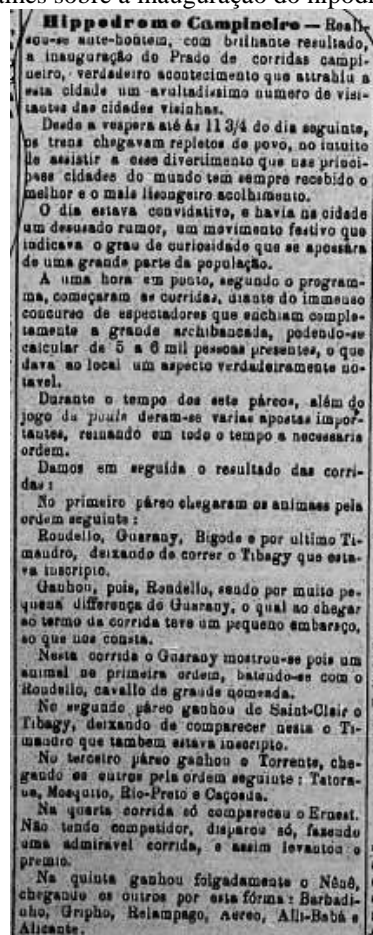 Hippodromo Campineiro — Reali-
sou-se ante-hontem, com brilhante resultado,
a inauguração do Prado de corridas campi-
neiro, verdadeiro acontecimento que attrahiu a
esta cidade um avultadissimo numero de visi-
tantes das cidades visinhas.
Desde a vespera até ás 11 3/4 do dia seguinte,
os trens chegavam repletos de povo, no intuito
de assistir a esse divertimento que nas princi-
paes cidades do mundo tem sempre recebido o
melhor e o mais lisongeiro acolhimento.
O dia estava convidativo, e havia na cidade
um desusado rumor, um movimento festivo que
indicava o grau de curiosidade que se apossára
de uma grande parte da população.
A uma hora em punto, segundo o program-
ma, começaram as corridas, diante do immenso
concurso de espectadores que enchiam comple-
tamente a grande archibancada, podendo-se
calcular de 5 a 6 mil pessoas presentes, o que
dava ao local um aspecto verdadeiramente no-
tavel.
Durante o tempo dos sete páreos, além do
jogo da poule deram-se varias apostas impor-
tantes, reinando em todo o tempo a necessaria
ordem.
Damos em seguida o resultado das corri-
das:
No primeiro páreo chegaram os animaes pela
ordem seguinte:
Rondello, Guarany, Bigode e por ultimo Ti-
mandro, deixando de correr o Tibagy que esta-
va inscripto.
Ganhou, pois, Rondello, sendo por muito pe-
quena differença do Guarany, o qual ao chegar
ao termo da corrida teve um pequeno embaraço,
ao que nos consta.
Nesta corrida o Guarany mostrou-se pois um
animal de primeira ordem, batendo-se com o
Rondello, cavallo de grande nomeada.
No segundo páreo ganhou de Saint-Clair o
Tibagy, deixando de comparecer nesta o Ti-
mandro que tambem estava inscripto.
No terceiro páreo ganhou o Torrente, che-
gando os outros pela ordem seguinte: Tatora-
na, Mosquito, Rio-Preto e Caçoada.
Na quarta corrida só compareceu o Ernest.
Não tendo competidor, disparou só, fazendo
uma admiravel corrida, e assim levantou o
premio.
Na quinta ganhou folgadamente o Nênê,
chegando os outros por esta fórma: Barbadi-
nho, Gripho, Relampago, Aereo, Alli-Babá e
Alicante.